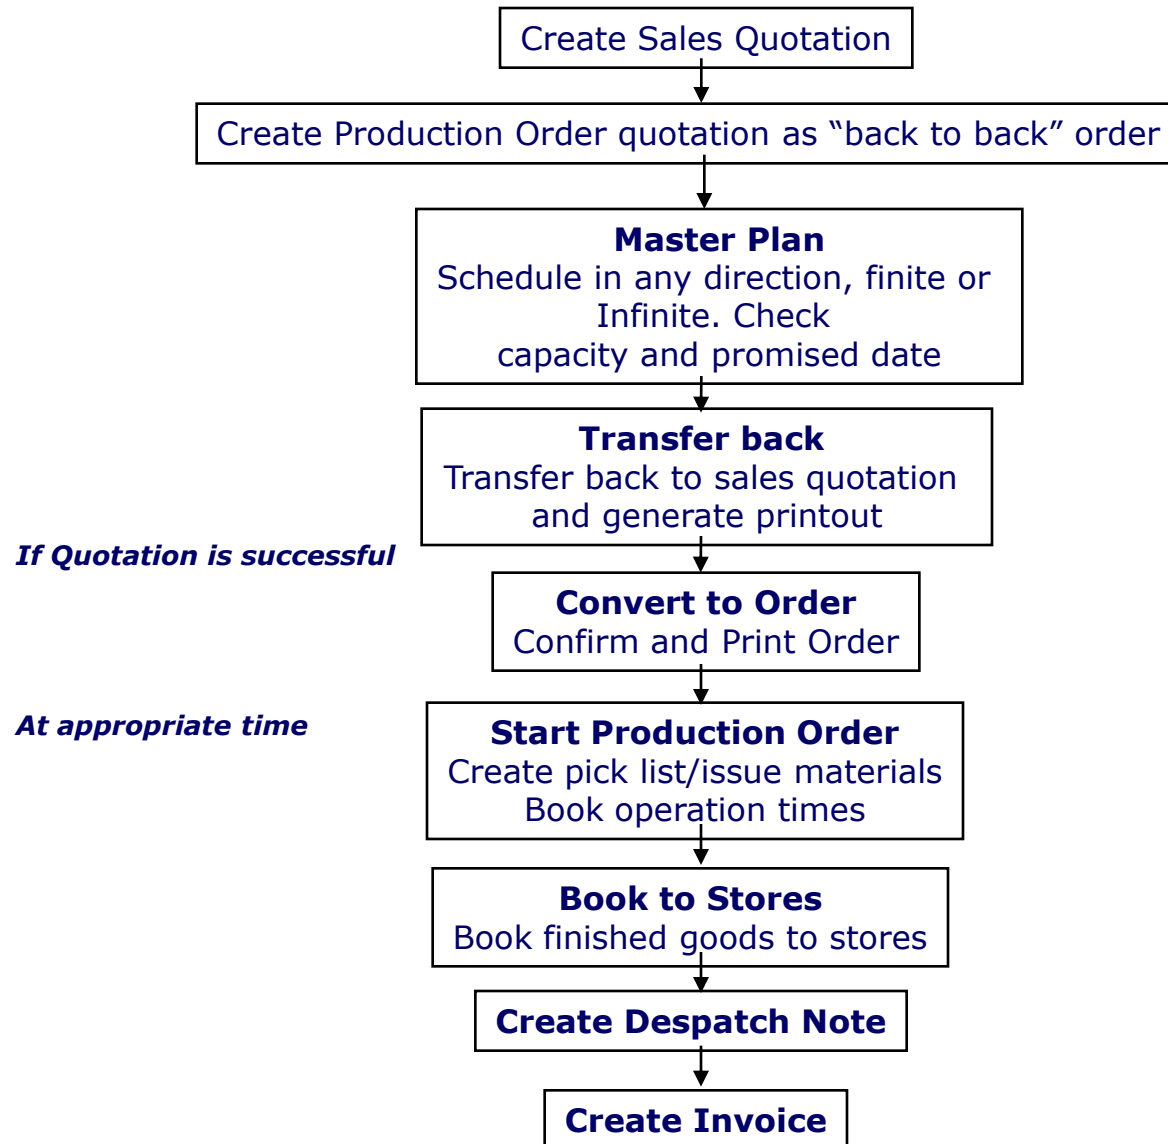 Create Sales Quotation
Create Production Order quotation as “back to back” order
Master Plan
Schedule in any direction, finite or
Infinite. Check
capacity and promised date
Transfer back
Transfer back to sales quotation
and generate printout
If Quotation is successful
Convert to Order
Confirm and Print Order
At appropriate time
Start Production Order
Create pick list/issue materials
Book operation times
Book to Stores
Book finished goods to stores
Create Despatch Note
Create Invoice